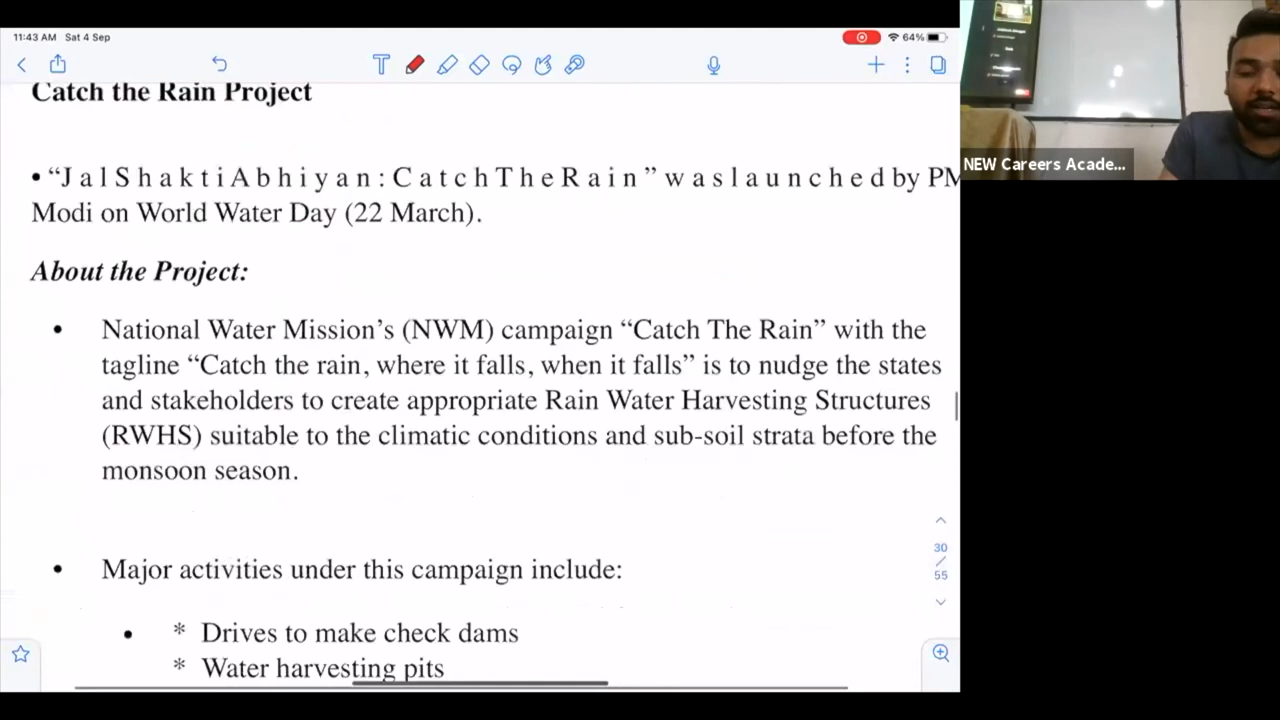 11:43 AM Sat 4 Sep
64%
Catch the Rain Project
• “J a l S h a k t i A b h i y a n : C a t c h T h e R a i n ” w a s l a u n c h e d by PM
Modi on World Water Day (22 March).
About the Project:
• National Water Mission’s (NWM) campaign “Catch The Rain” with the
tagline “Catch the rain, where it falls, when it falls” is to nudge the states
and stakeholders to create appropriate Rain Water Harvesting Structures
(RWHS) suitable to the climatic conditions and sub-soil strata before the
monsoon season.
• Major activities under this campaign include:
• * Drives to make check dams
* Water harvesting pits
30
/
55
NEW Careers Acade...